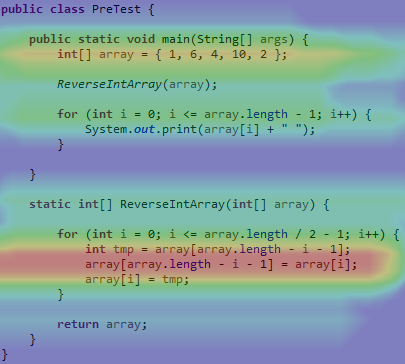 public class PreTest {
public static void main(String[] args) {
int[] array = { 1, 6, 4, 10, 2 };
ReverseIntArray(array);
for (int i = 0; i <= array.length - 1; i++) {
System.out.print(array[i] + " ");
}
}
static int[] ReverseIntArray(int[] array) {
for (int i = 0; i <= array.length / 2 - 1; i++) {
int tmp = array[array.length - i - 1];
array[array.length - i - 1] = array[i];
array[i] = tmp;
}
return array;
}
}